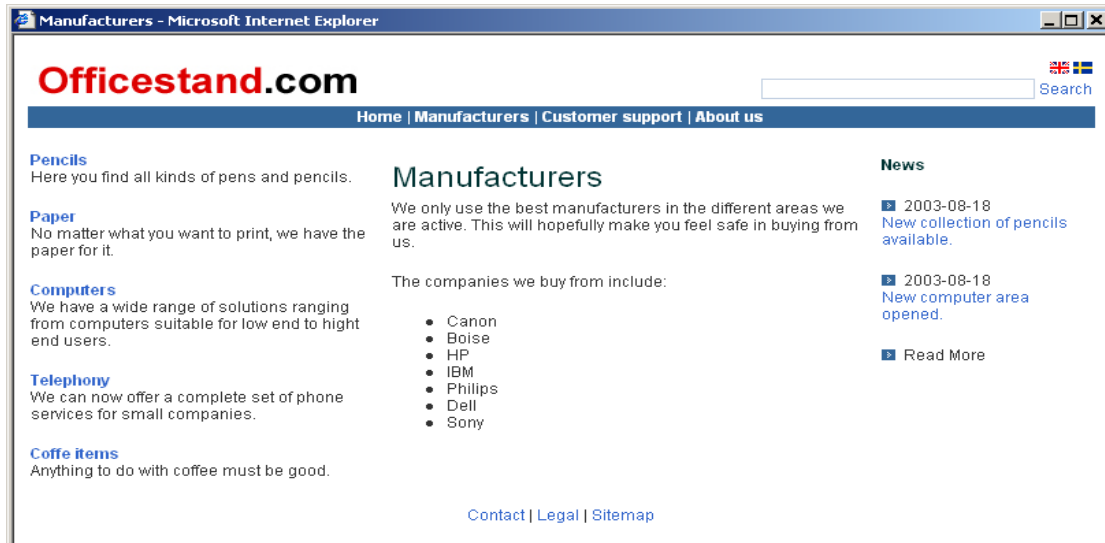 Manufacturers - Microsoft Internet Explorer
Officestand.com
Search
Home | Manufacturers | Customer support | About us
Pencils
Here you find all kinds of pens and pencils.
Paper
No matter what you want to print, we have the
paper for it.
Computers
We have a wide range of solutions ranging
from computers suitable for low end to hight
end users.
Telephony
We can now offer a complete set of phone
services for small companies.
Coffe items
Anything to do with coffee must be good.
Manufacturers
We only use the best manufacturers in the different areas we
are active. This will hopefully make you feel safe in buying from
us.
The companies we buy from include:
Canon
Boise
HP
IBM
Philips
Dell
Sony
News
2003-08-18
New collection of pencils
available.
2003-08-18
New computer area
opened.
Read More
Contact | Legal | Sitemap